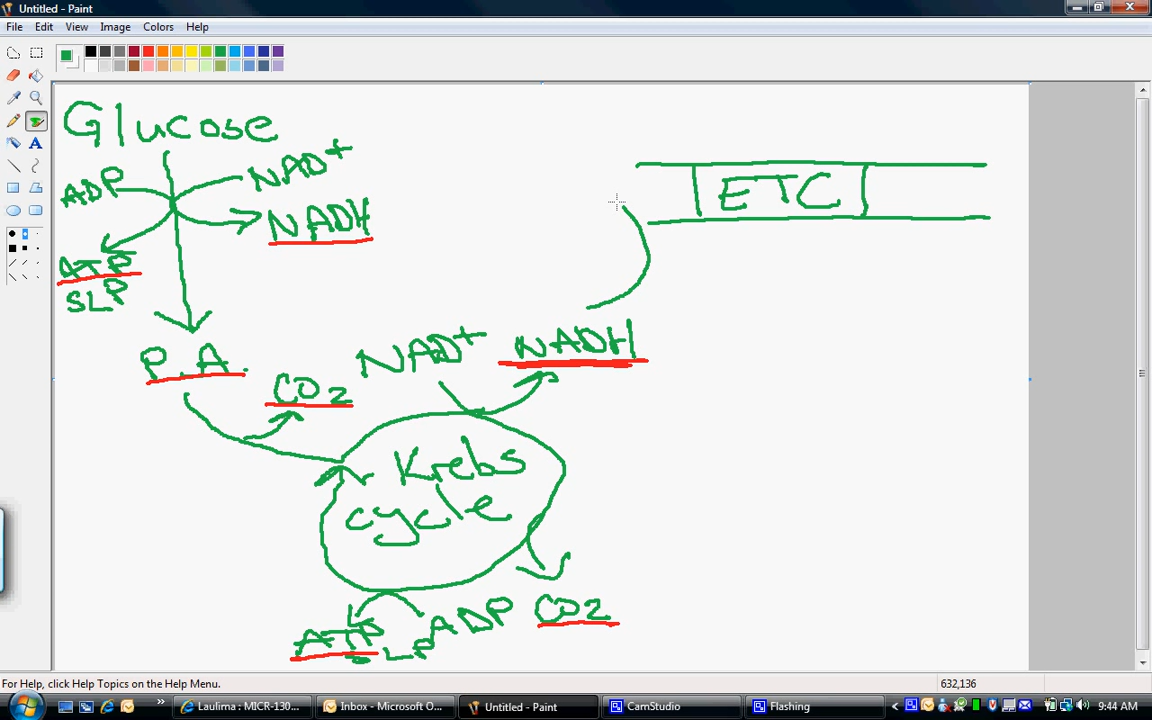 Untitled - Paint
File Edit View Image Colors Help
Glucose
ADP
NAD+
NADH
ATP
SLP
ETC
P.A.
CO2
NAD+
NADH
Krebs
cycle
ATP
SLP
ADP
CO2
For Help, click Help Topics on the Help Menu.
632,136
Laulima : MICR-130...
Inbox - Microsoft O...
Untitled - Paint
CamStudio
Flashing
9:44 AM